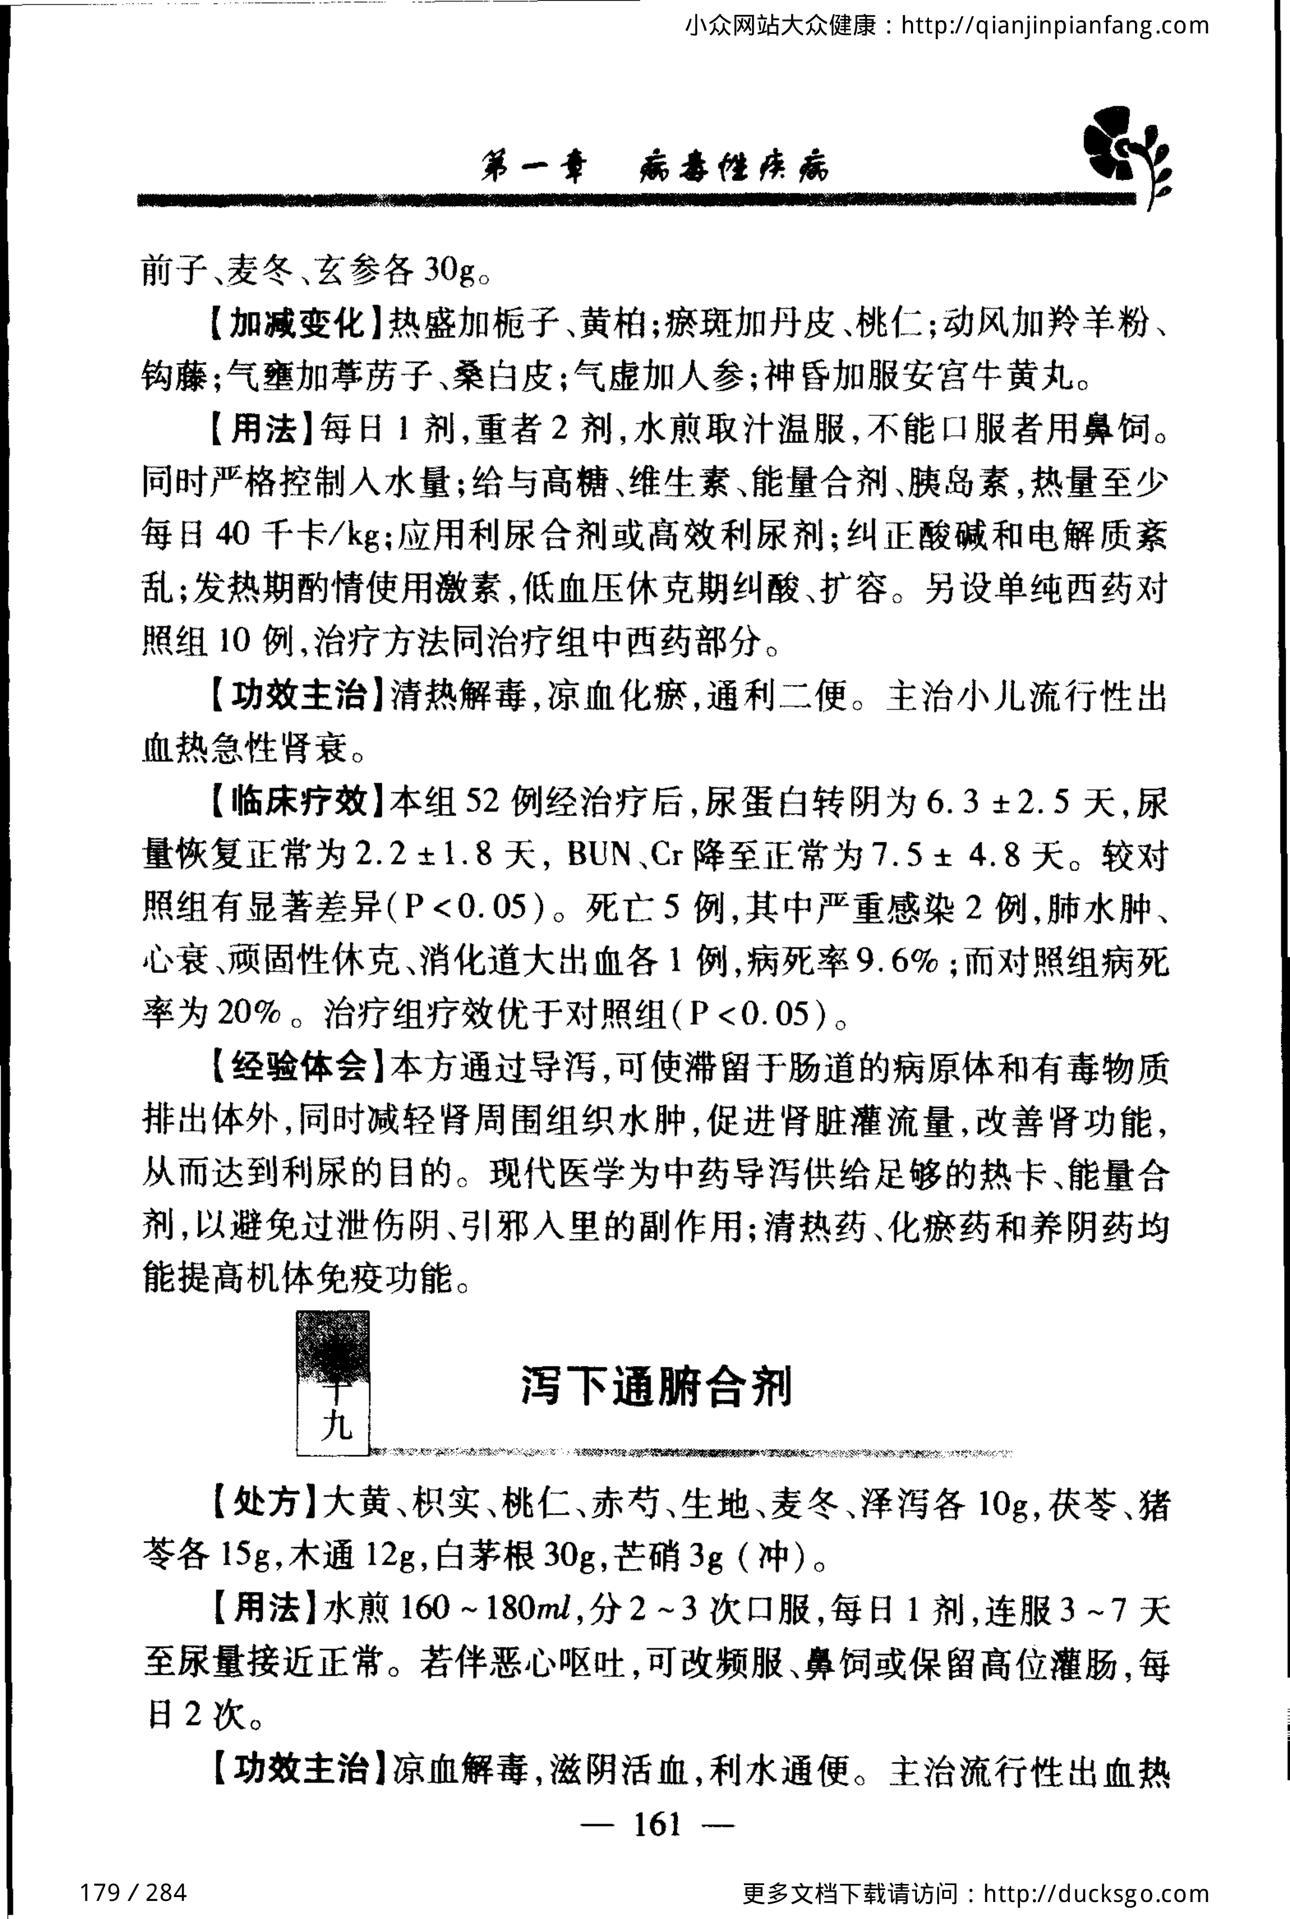 小众网站大众健康：http://qianjinpianfang.com
第一章 病毒性疾病
前子、麦冬、玄参各 30g。
【加减变化】热盛加栀子、黄柏；瘀斑加丹皮、桃仁；动风加羚羊粉、
钩藤；气壅加葶苈子、桑白皮；气虚加人参；神昏加服安宫牛黄丸。
【用法】每日 1 剂，重者 2 剂，水煎取汁温服，不能口服者用鼻饲。
同时严格控制入水量；给与高糖、维生素、能量合剂、胰岛素，热量至少
每日 40 千卡/kg；应用利尿合剂或高效利尿剂；纠正酸碱和电解质紊
乱；发热期酌情使用激素，低血压休克期纠酸、扩容。另设单纯西药对
照组 10 例，治疗方法同治疗组中西药部分。
【功效主治】清热解毒，凉血化瘀，通利二便。主治小儿流行性出
血热急性肾衰。
【临床疗效】本组 52 例经治疗后，尿蛋白转阴为 6.3 ±2.5 天，尿
量恢复正常为 2.2 ±1.8 天， BUN、Cr 降至正常为 7.5 ± 4.8 天。较对
照组有显著差异（P <0.05）。死亡 5 例，其中严重感染 2 例，肺水肿、
心衰、顽固性休克、消化道大出血各 1 例，病死率 9.6%；而对照组病死
率为 20%。治疗组疗效优于对照组（P <0.05）。
【经验体会】本方通过导泻，可使滞留于肠道的病原体和有毒物质
排出体外，同时减轻肾周围组织水肿，促进肾脏灌流量，改善肾功能，
从而达到利尿的目的。现代医学为中药导泻供给足够的热卡、能量合
剂，以避免过泄伤阴、引邪入里的副作用；清热药、化瘀药和养阴药均
能提高机体免疫功能。
十九
泻下通腑合剂
【处方】大黄、枳实、桃仁、赤芍、生地、麦冬、泽泻各 10g，茯苓、猪
苓各 15g，木通 12g，白茅根 30g，芒硝 3g（冲）。
【用法】水煎 160 ~ 180ml，分 2 ~ 3 次口服，每日 1 剂，连服 3 ~ 7 天
至尿量接近正常。若伴恶心呕吐，可改频服、鼻饲或保留高位灌肠，每
日 2 次。
【功效主治】凉血解毒，滋阴活血，利水通便。主治流行性出血热
— 161 —
179 / 284
更多文档下载请访问：http://ducksgo.com